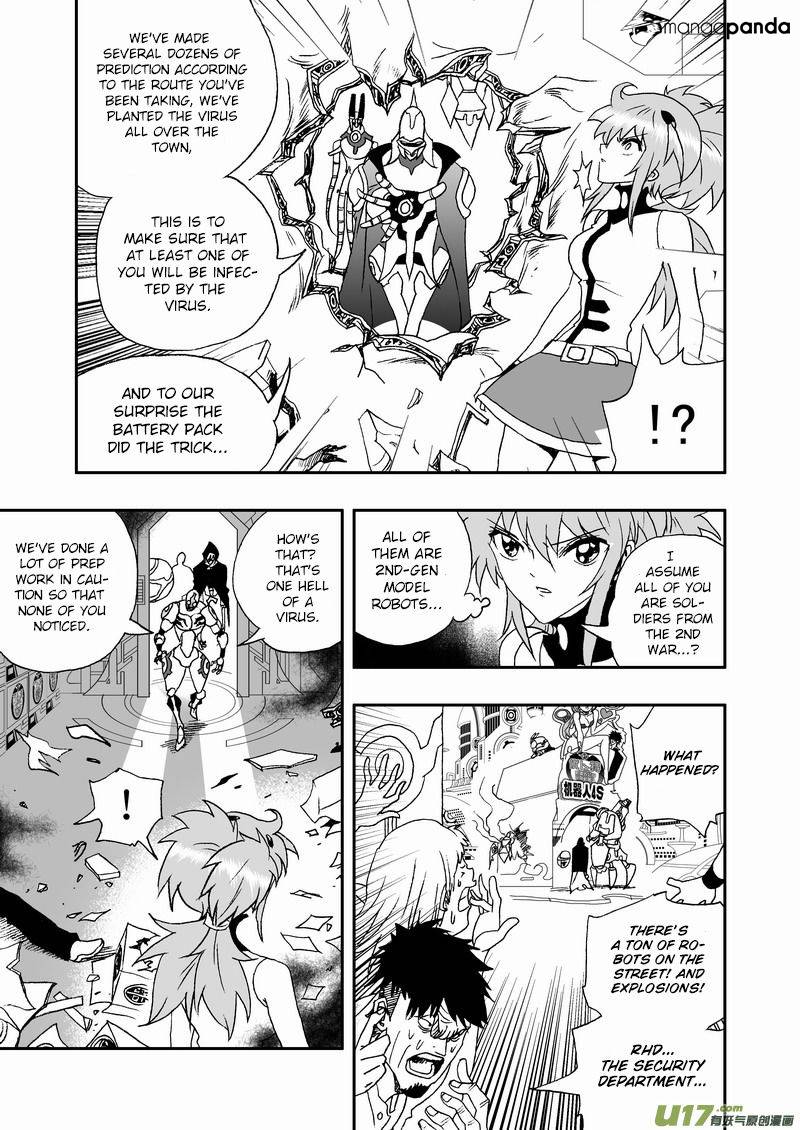 mangapanda
WE'VE MADE
SEVERAL DOZENS OF
PREDICTION ACCORDING
TO THE ROUTE YOU'VE
BEEN TAKING, WE'VE
PLANTED THE VIRUS
ALL OVER THE
TOWN,
THIS IS TO
MAKE SURE THAT
AT LEAST ONE OF
YOU WILL BE INFEC-
TED BY THE
VIRUS.
AND TO OUR
SURPRISE THE
BATTERY PACK
DID THE TRICK...
!?
WE'VE DONE
A LOT OF PREP
WORK IN CAU-
TION SO THAT
NONE OF YOU
NOTICED.
HOW'S
THAT?
THAT'S
ONE HELL
OF A
VIRUS.
!
ALL OF
THEM ARE
2ND-GEN
MODEL
ROBOTS...
I
ASSUME
ALL OF YOU
ARE SOL-
DIERS FROM
THE 2ND
WAR...?
WHAT
HAPPENED?
机器人4S
THERE'S
A TON OF RO-
BOTS ON THE
STREET! AND
EXPLOSIONS!
RHD...
THE SECURITY
DEPARTMENT...
U17.com
有妖气原创漫画